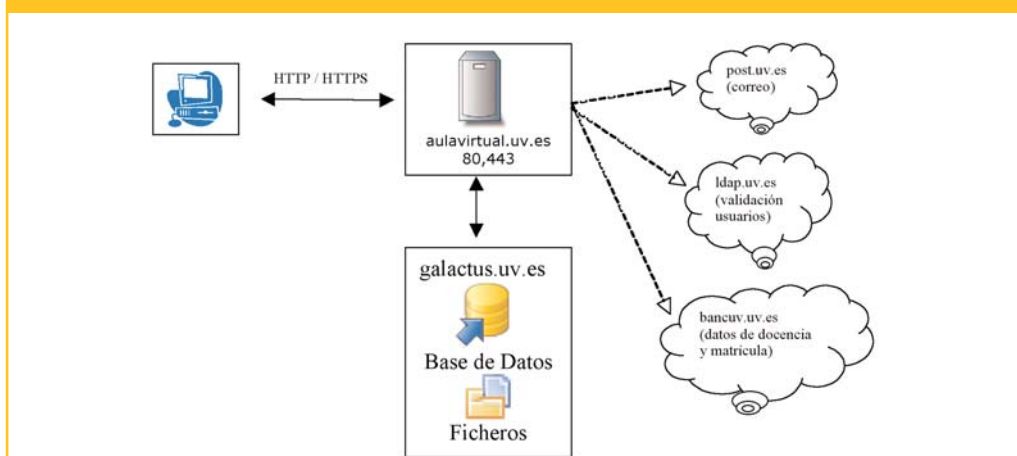 HTTP / HTTPS
aulavirtual.uv.es
80,443
post.uv.es
(correo)
ldap.uv.es
(validación
usuarios)
galactus.uv.es
Base de Datos
Ficheros
bancuv.uv.es
(datos de docencia
y matrícula)